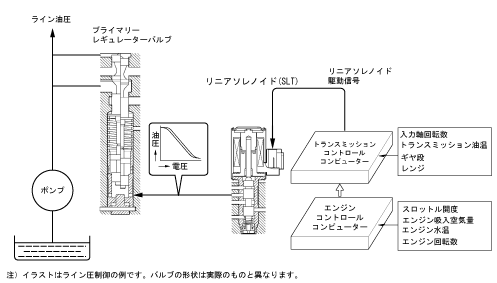 ライン油圧
プライマリー
レギュレーターバルブ
リニアソレノイド(SLT)
リニアソレノイド
駆動信号
油圧
電圧
トランスミッション
コントロール
コンピューター
入力軸回転数
トランスミッション油温
ギヤ段
レンジ
ポンプ
エンジン
コントロール
コンピューター
スロットル開度
エンジン吸入空気量
エンジン水温
エンジン回転数
注）イラストはライン圧制御の例です。バルブの形状は実際のものと異なります。